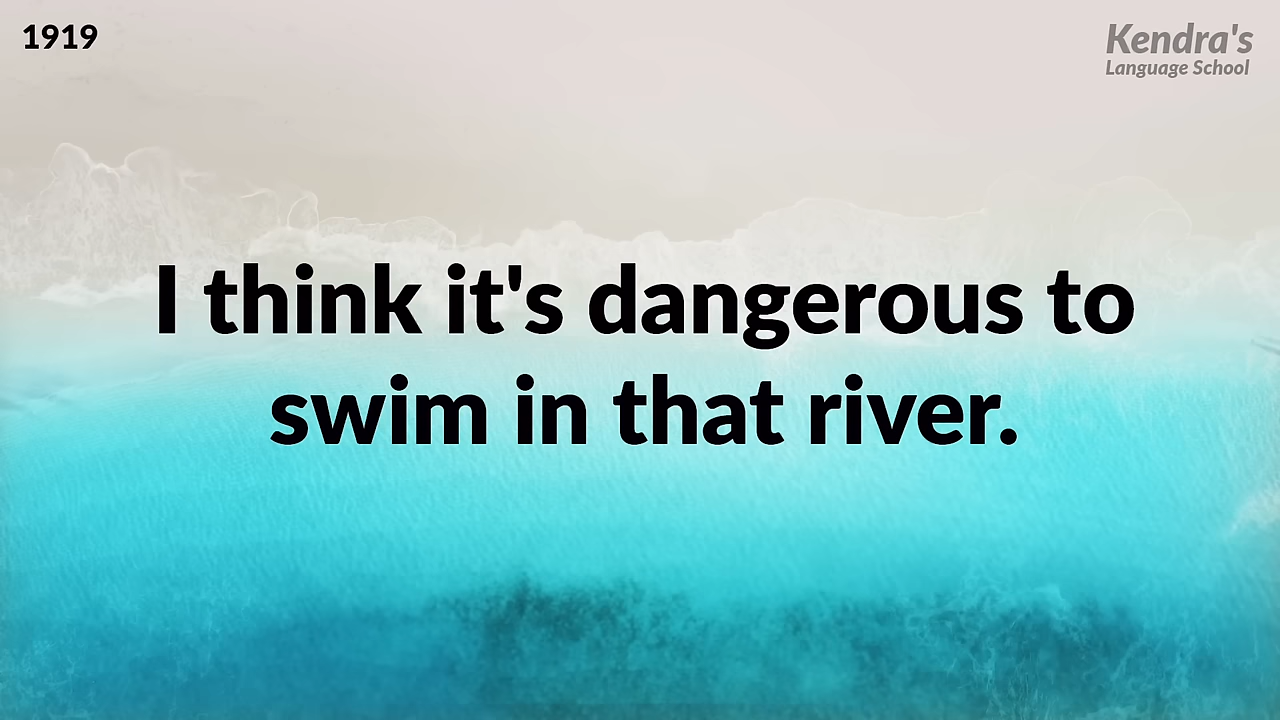 1919
Kendra's
Language School
I think it's dangerous to
swim in that river.